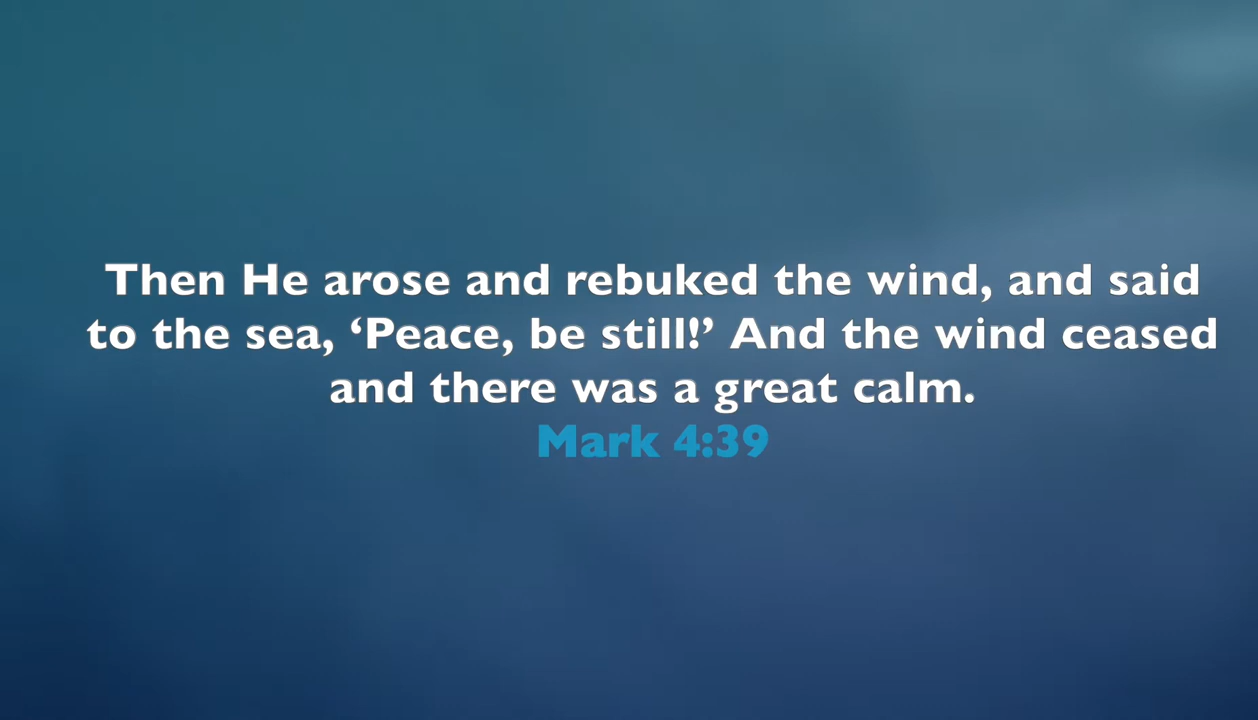 Then He arose and rebuked the wind, and said
to the sea, ‘Peace, be still!’ And the wind ceased
and there was a great calm.
Mark 4:39